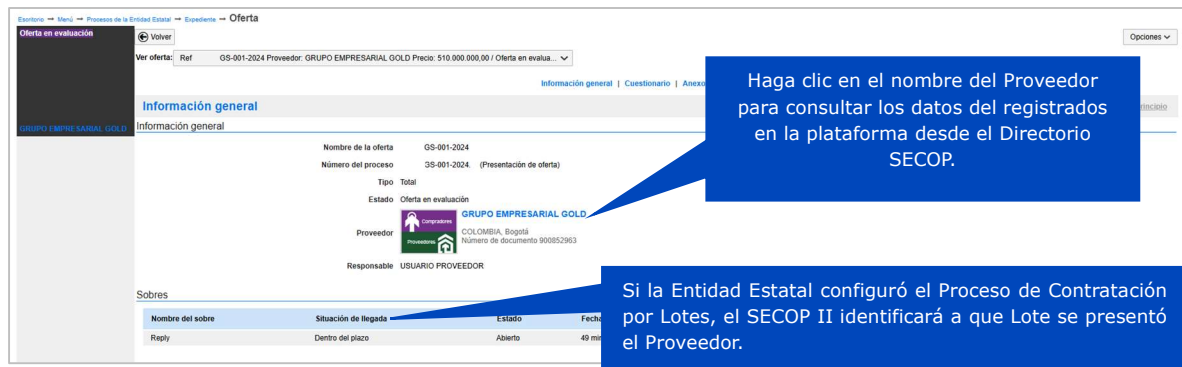 Escritorio → Menú → Procesos de la Entidad Estatal → Expediente → Oferta
Oferta en evaluación
Volver
Opciones
Ver oferta: Ref GS-001-2024 Proveedor: GRUPO EMPRESARIAL GOLD Precio: 510.000.000,00 / Oferta en evalua...
Información general | Cuestionario | Anexo
Información general
rincipio
GRUPO EMPRESARIAL GOLD
Información general
Nombre de la oferta GS-001-2024
Número del proceso GS-001-2024. (Presentación de oferta)
Tipo Total
Estado Oferta en evaluación
Proveedor
Compradores
Proveedores
GRUPO EMPRESARIAL GOLD
COLOMBIA, Bogotá
Número de documento 900852963
Responsable USUARIO PROVEEDOR
Haga clic en el nombre del Proveedor
para consultar los datos del registrados
en la plataforma desde el Directorio
SECOP.
Sobres
Nombre del sobre Situación de llegada Estado Fecha
Reply Dentro del plazo Abierto 49 min
Si la Entidad Estatal configuró el Proceso de Contratación
por Lotes, el SECOP II identificará a que Lote se presentó
el Proveedor.